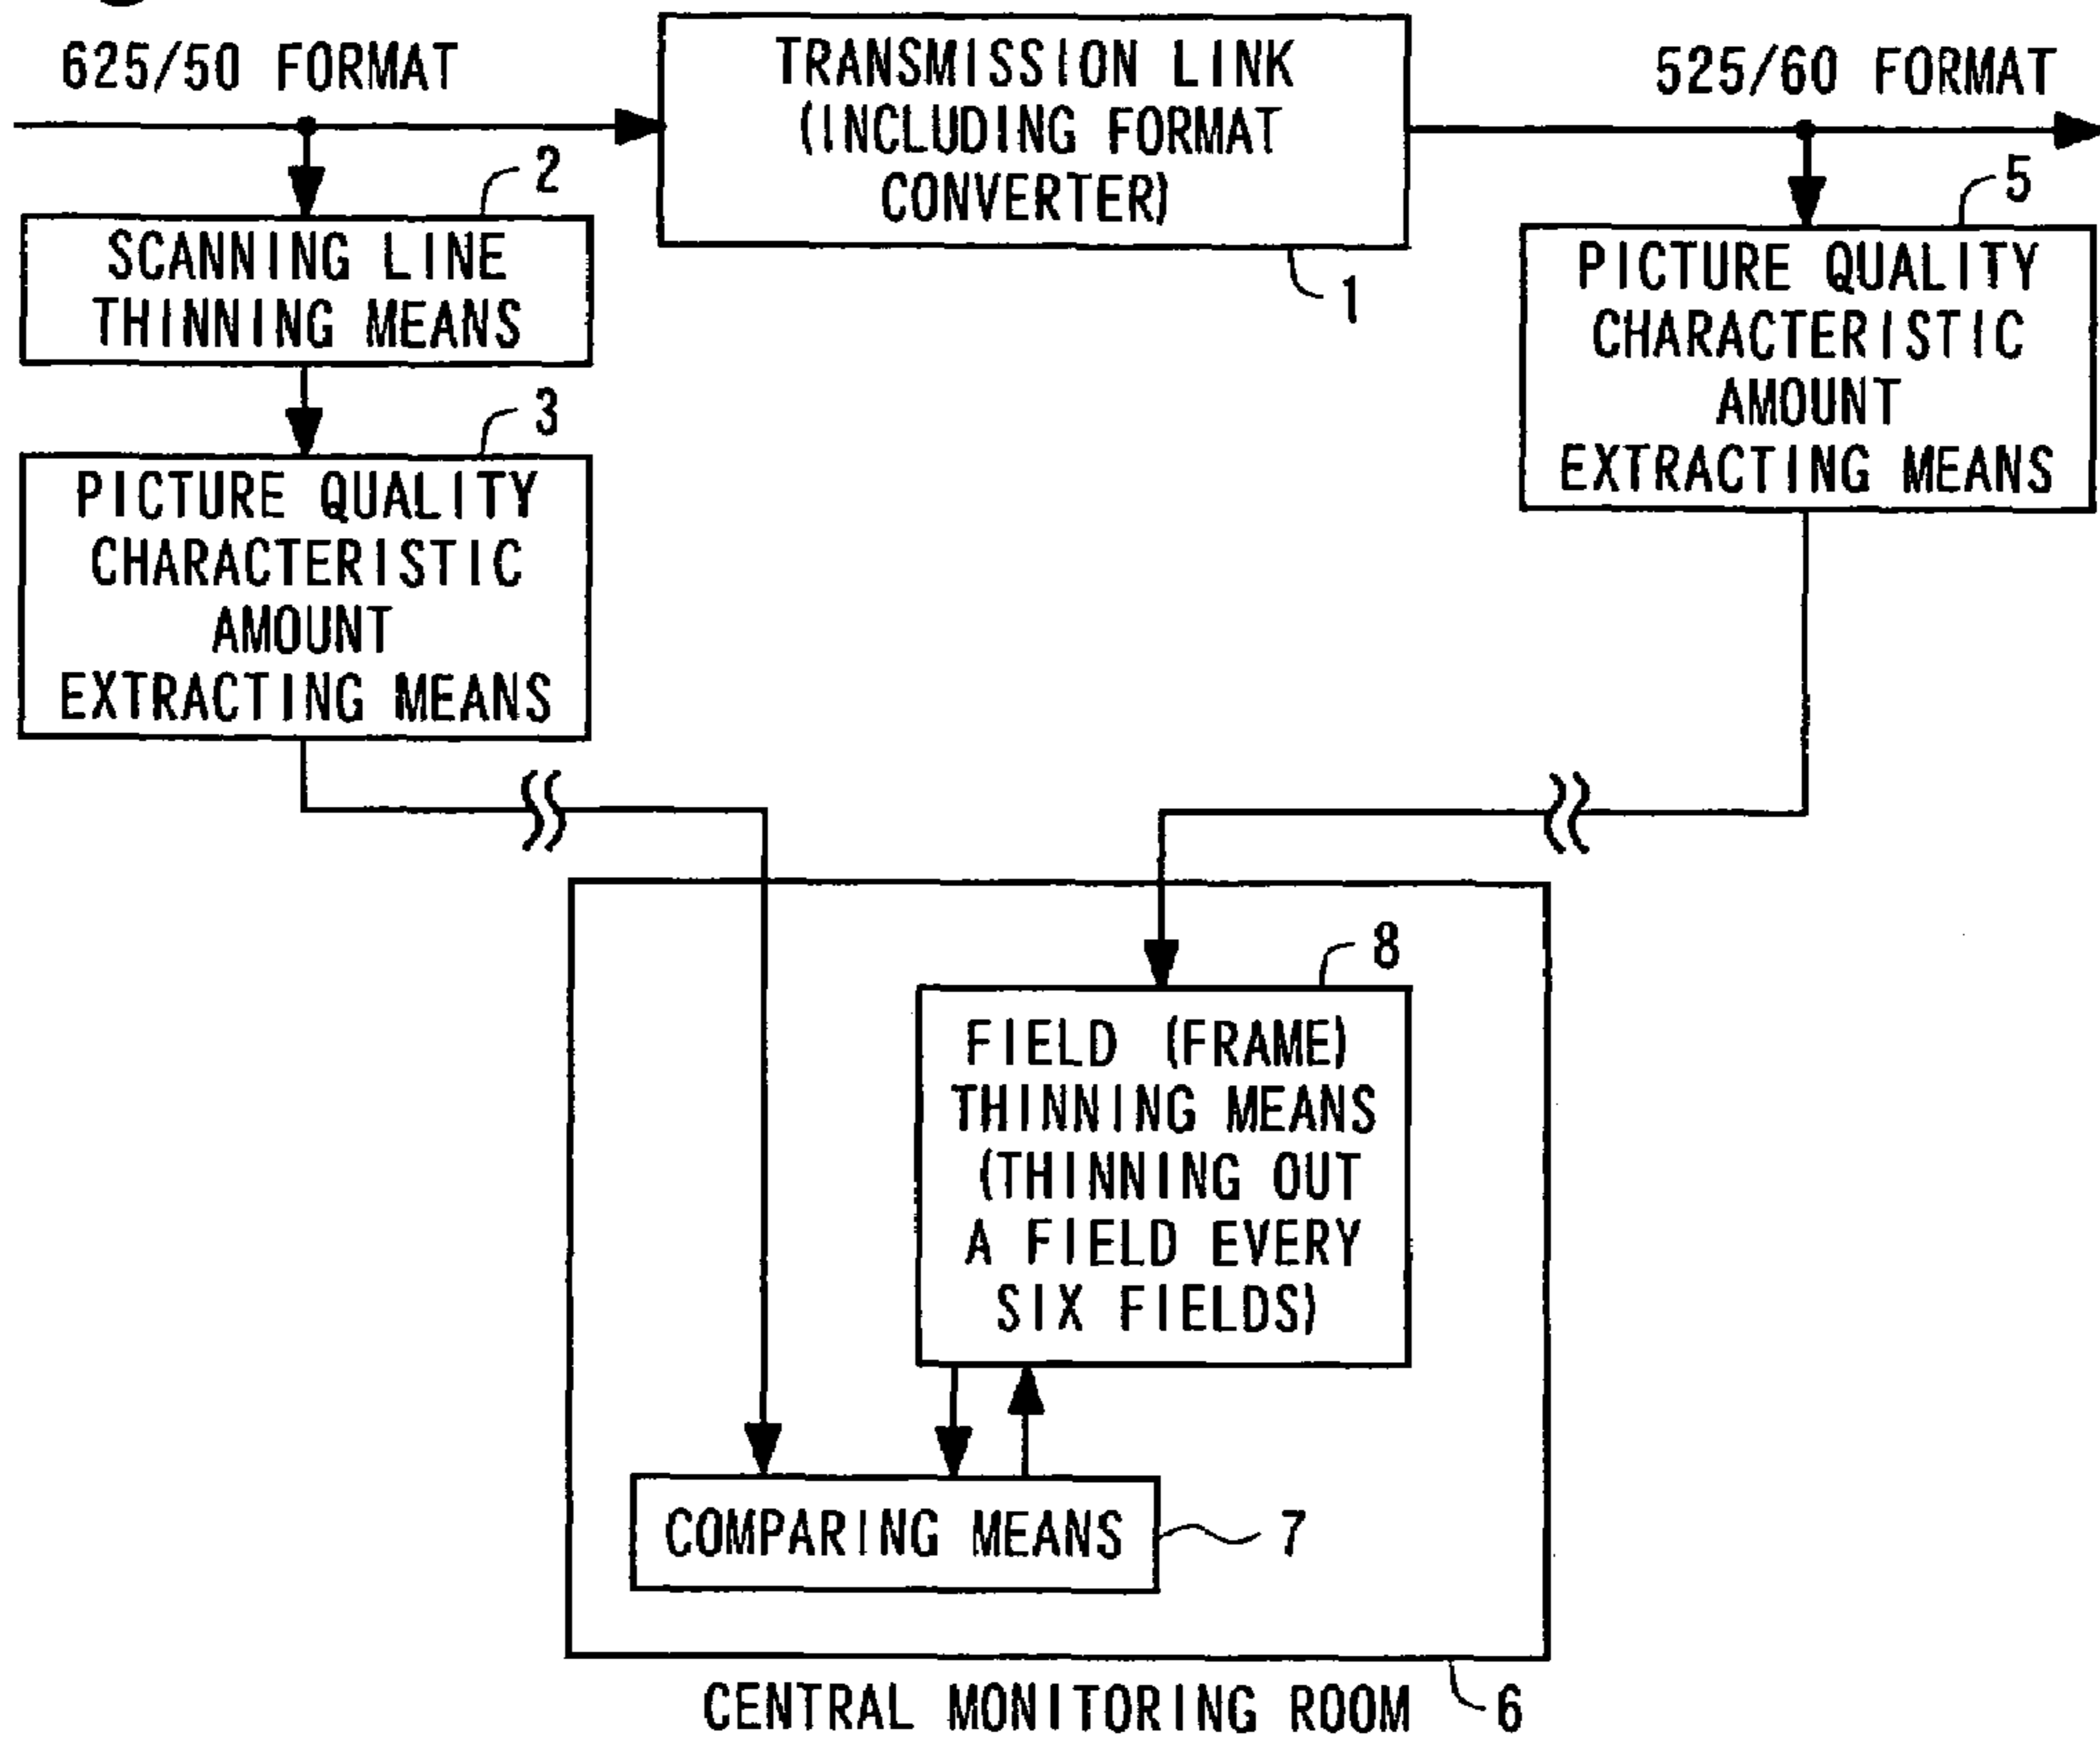 625/50 FORMAT
TRANSMISSION LINK
(INCLUDING FORMAT
CONVERTER)
1
525/60 FORMAT
2
SCANNING LINE
THINNING MEANS
3
PICTURE QUALITY
CHARACTERISTIC
AMOUNT
EXTRACTING MEANS
5
PICTURE QUALITY
CHARACTERISTIC
AMOUNT
EXTRACTING MEANS
8
FIELD (FRAME)
THINNING MEANS
(THINNING OUT
A FIELD EVERY
SIX FIELDS)
COMPARING MEANS
7
CENTRAL MONITORING ROOM
6